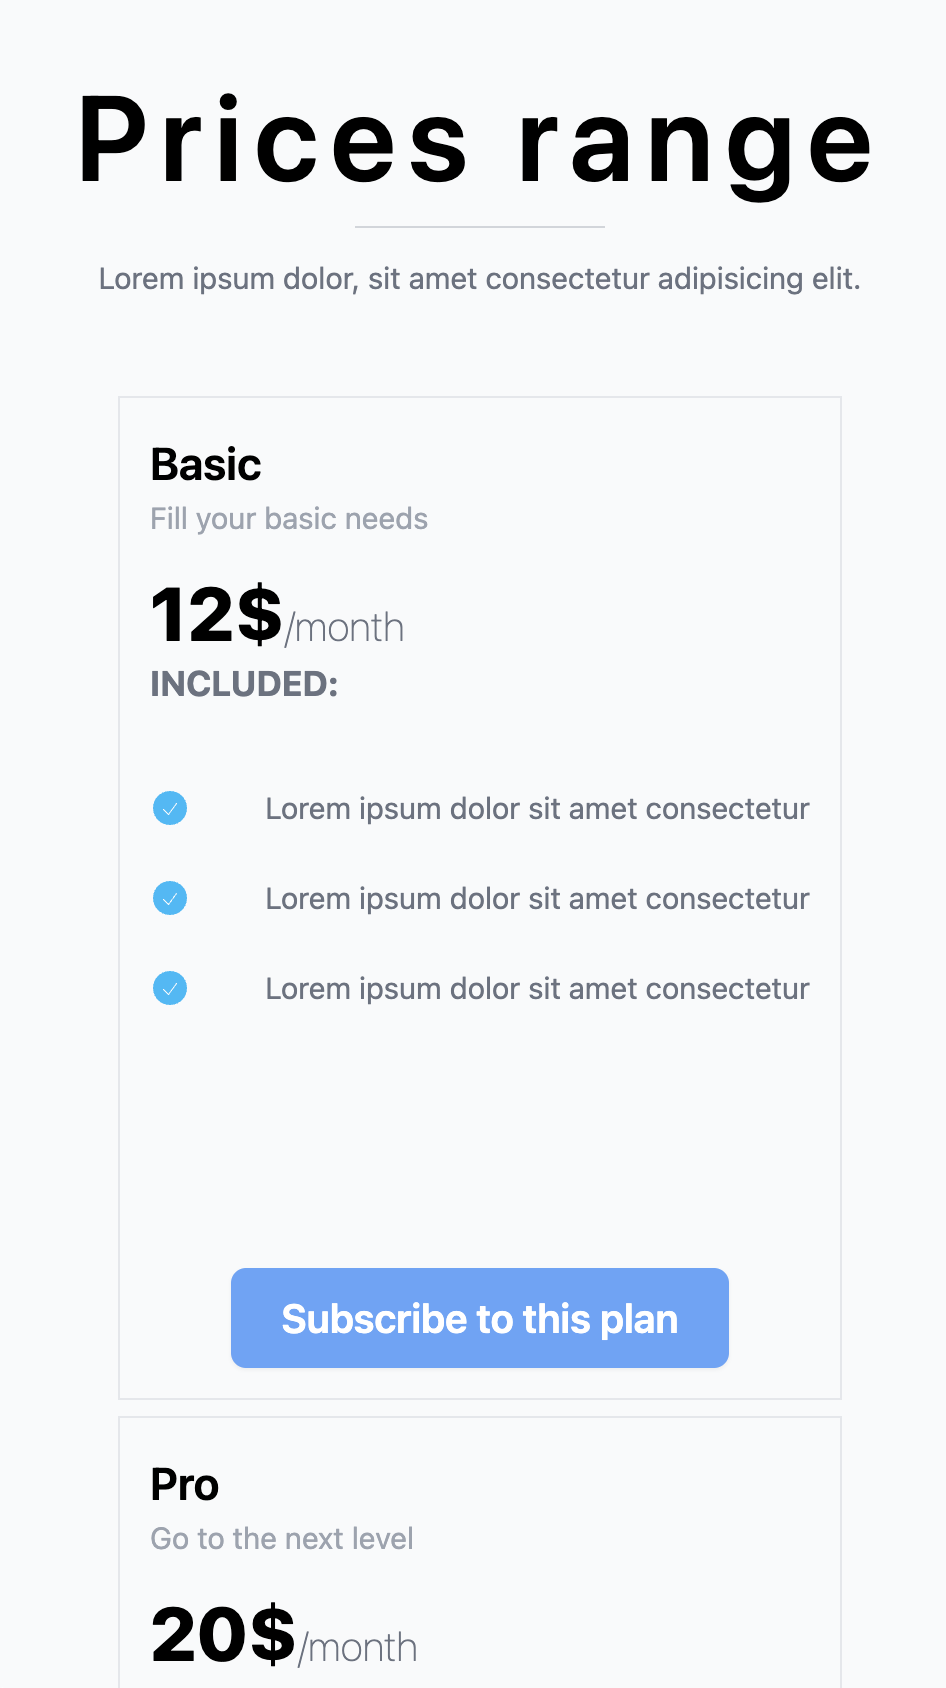 Prices range
Lorem ipsum dolor, sit amet consectetur adipisicing elit.
Basic
Fill your basic needs
12$/month
INCLUDED:
Lorem ipsum dolor sit amet consectetur
Lorem ipsum dolor sit amet consectetur
Lorem ipsum dolor sit amet consectetur
Subscribe to this plan
Pro
Go to the next level
20$/month